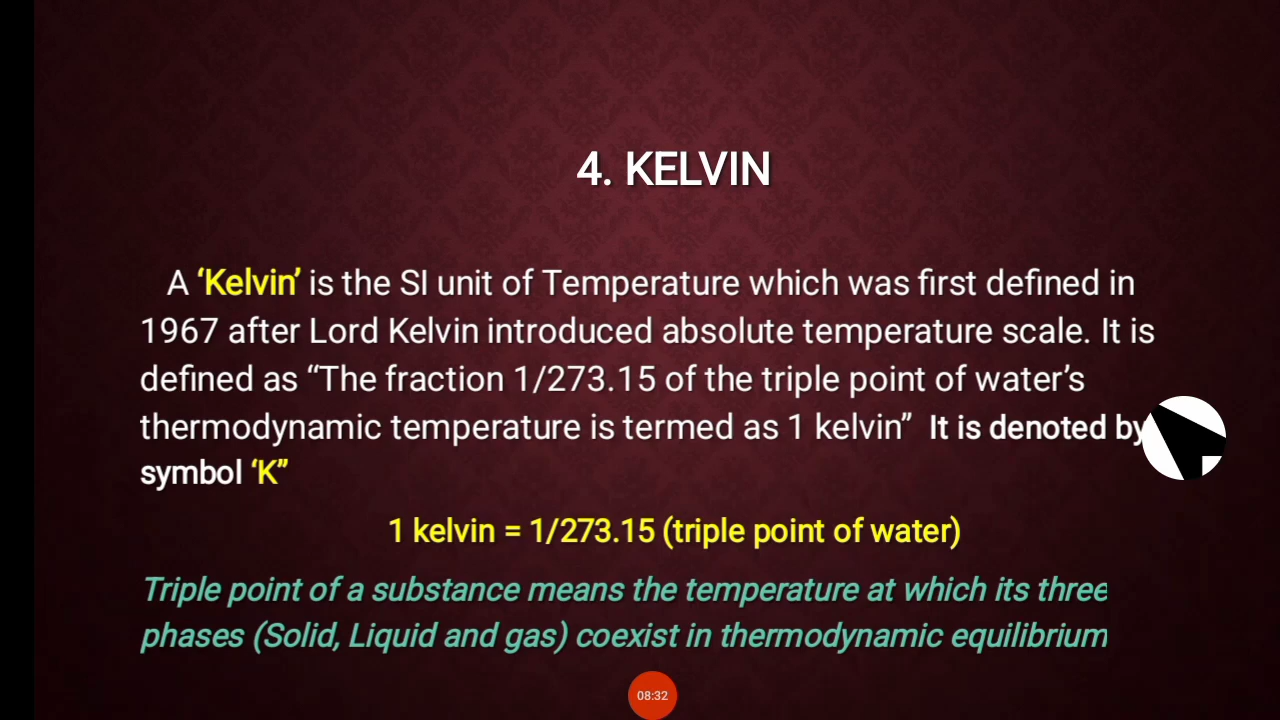 4. KELVIN
A ‘Kelvin’ is the SI unit of Temperature which was first defined in
1967 after Lord Kelvin introduced absolute temperature scale. It is
defined as “The fraction 1/273.15 of the triple point of water’s
thermodynamic temperature is termed as 1 kelvin” It is denoted by
symbol ‘K”
1 kelvin = 1/273.15 (triple point of water)
Triple point of a substance means the temperature at which its three
phases (Solid, Liquid and gas) coexist in thermodynamic equilibrium
08:32